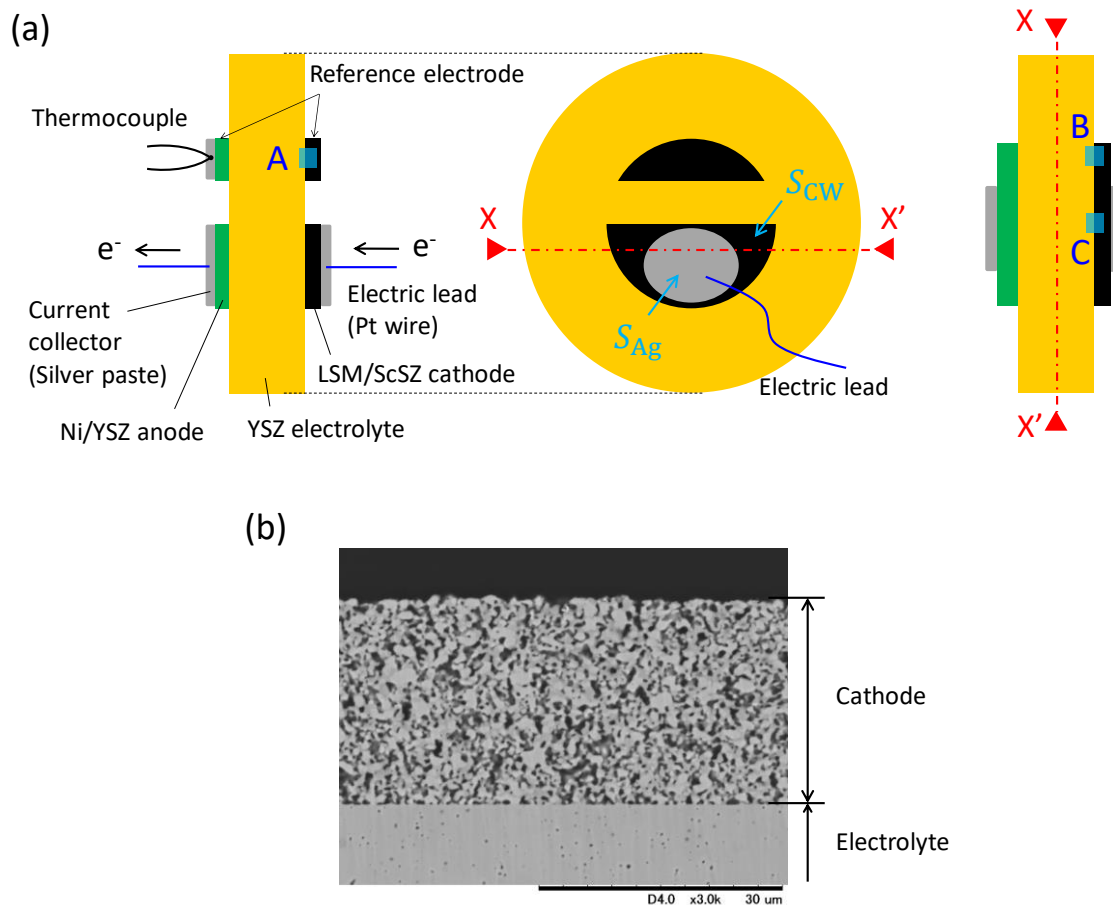 (a)
Reference electrode
Thermocouple
A
e-
e-
Current
collector
(Silver paste)
Electric lead
(Pt wire)
LSM/ScSZ cathode
Ni/YSZ anode
YSZ electrolyte
X
X'
S_CW
S_Ag
Electric lead
X
B
C
X'
(b)
Cathode
Electrolyte
D4.0 x3.0k 30 um